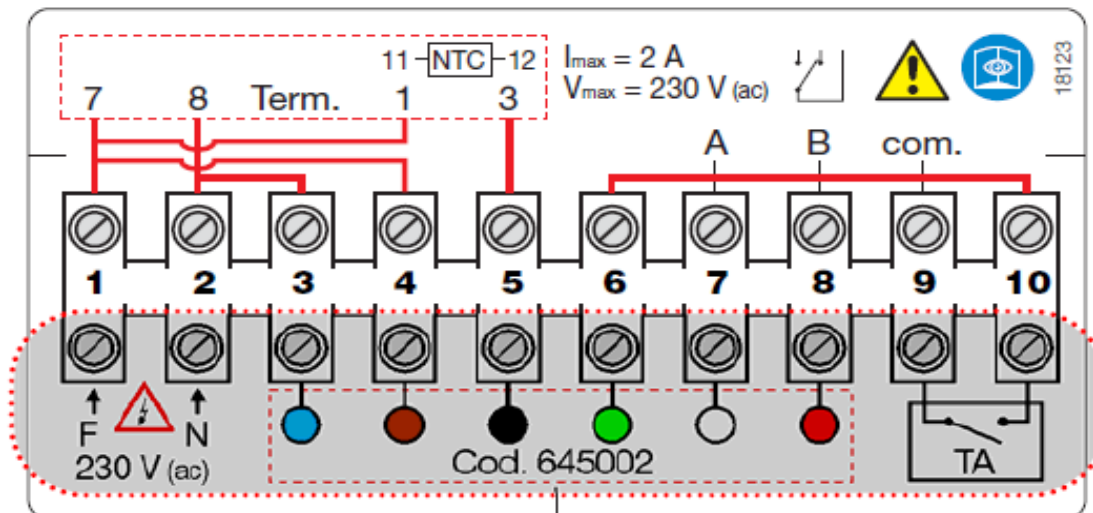 11 NTC 12
7 8 Term. 1 3
Imax = 2 A
Vmax = 230 V (ac)
18123
A B com.
1 2 3 4 5 6 7 8 9 10
F N
230 V (ac)
Cod. 645002
TA